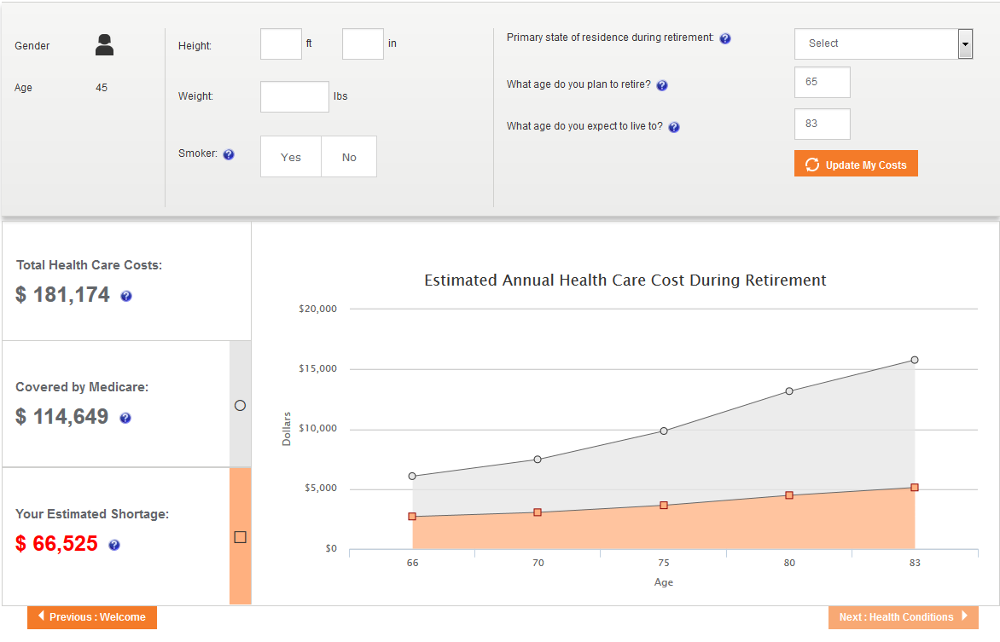 Gender
Age 45
Height: ft in
Weight: lbs
Smoker: ? Yes No
Primary state of residence during retirement: ? Select
What age do you plan to retire? ? 65
What age do you expect to live to? ? 83
Update My Costs
Total Health Care Costs:
$ 181,174 ?
Covered by Medicare:
$ 114,649 ?
Your Estimated Shortage:
$ 66,525 ?
Estimated Annual Health Care Cost During Retirement
$20,000
$15,000
$10,000
$5,000
$0
Dollars
66 70 75 80 83
Age
Previous : Welcome
Next : Health Conditions